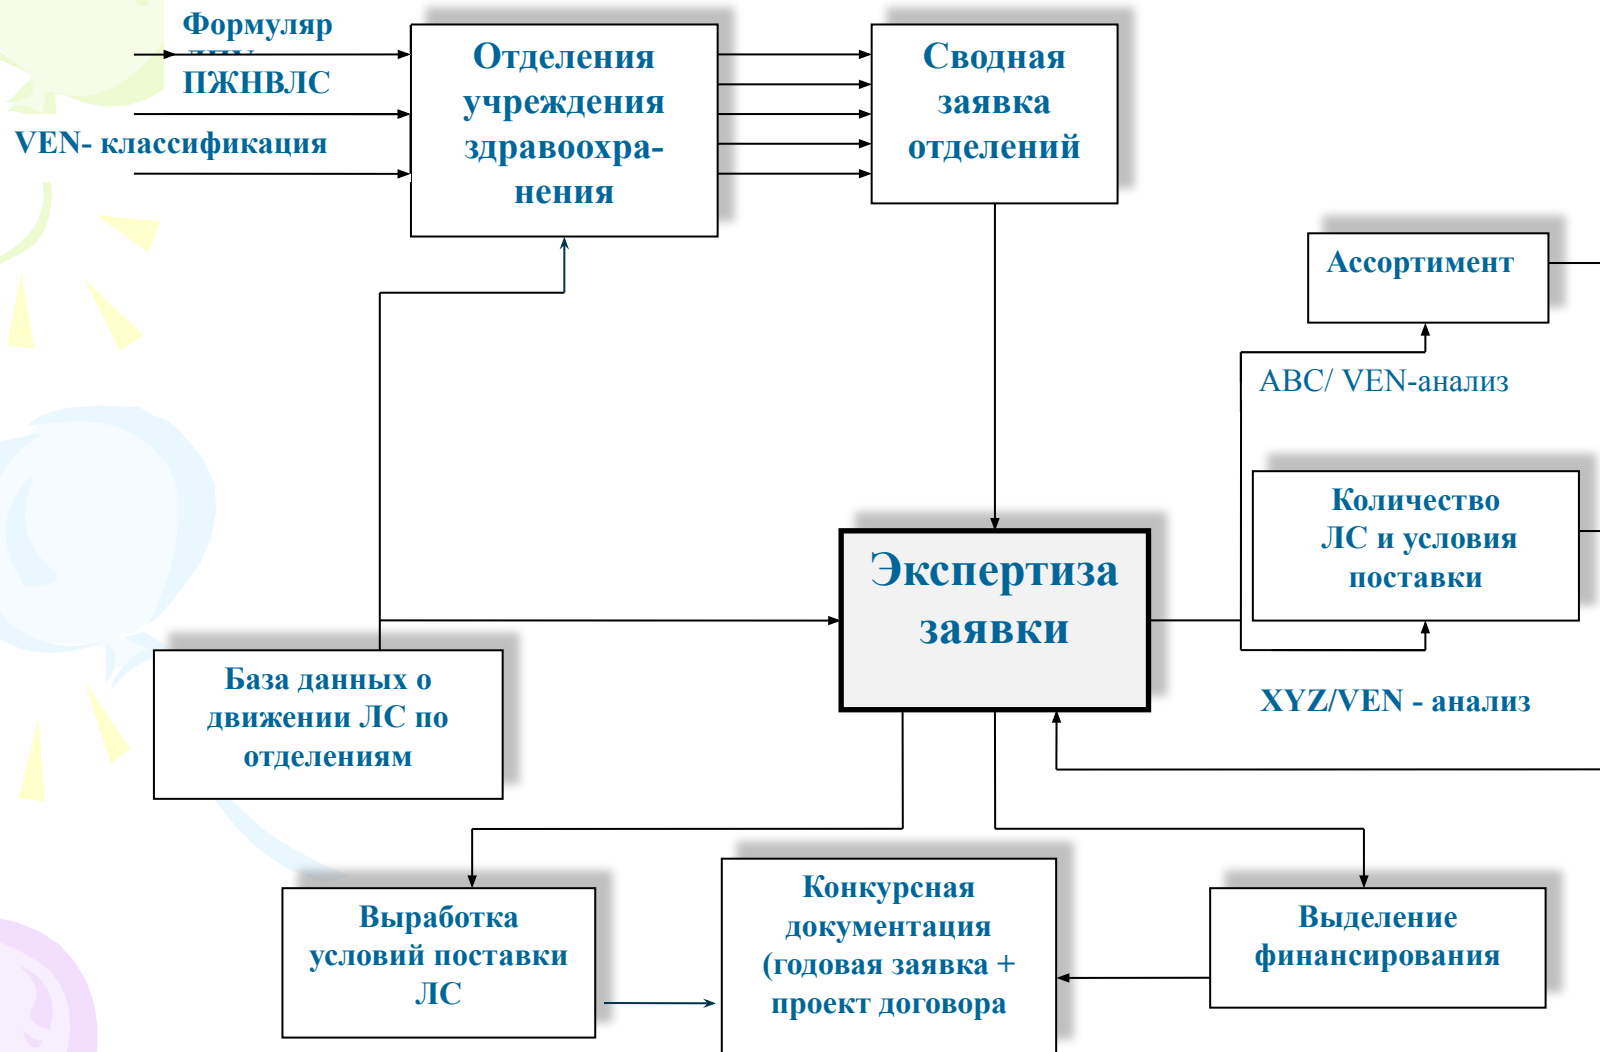 Формуляр
ПЖНВЛС
VEN- классификация
Отделения
учреждения
здравоохра-
нения
Сводная
заявка
отделений
Ассортимент
ABC/ VEN-анализ
Количество
ЛС и условия
поставки
XYZ/VEN - анализ
Экспертиза
заявки
База данных о
движении ЛС по
отделениям
Выработка
условий поставки
ЛС
Конкурсная
документация
(годовая заявка +
проект договора
Выделение
финансирования